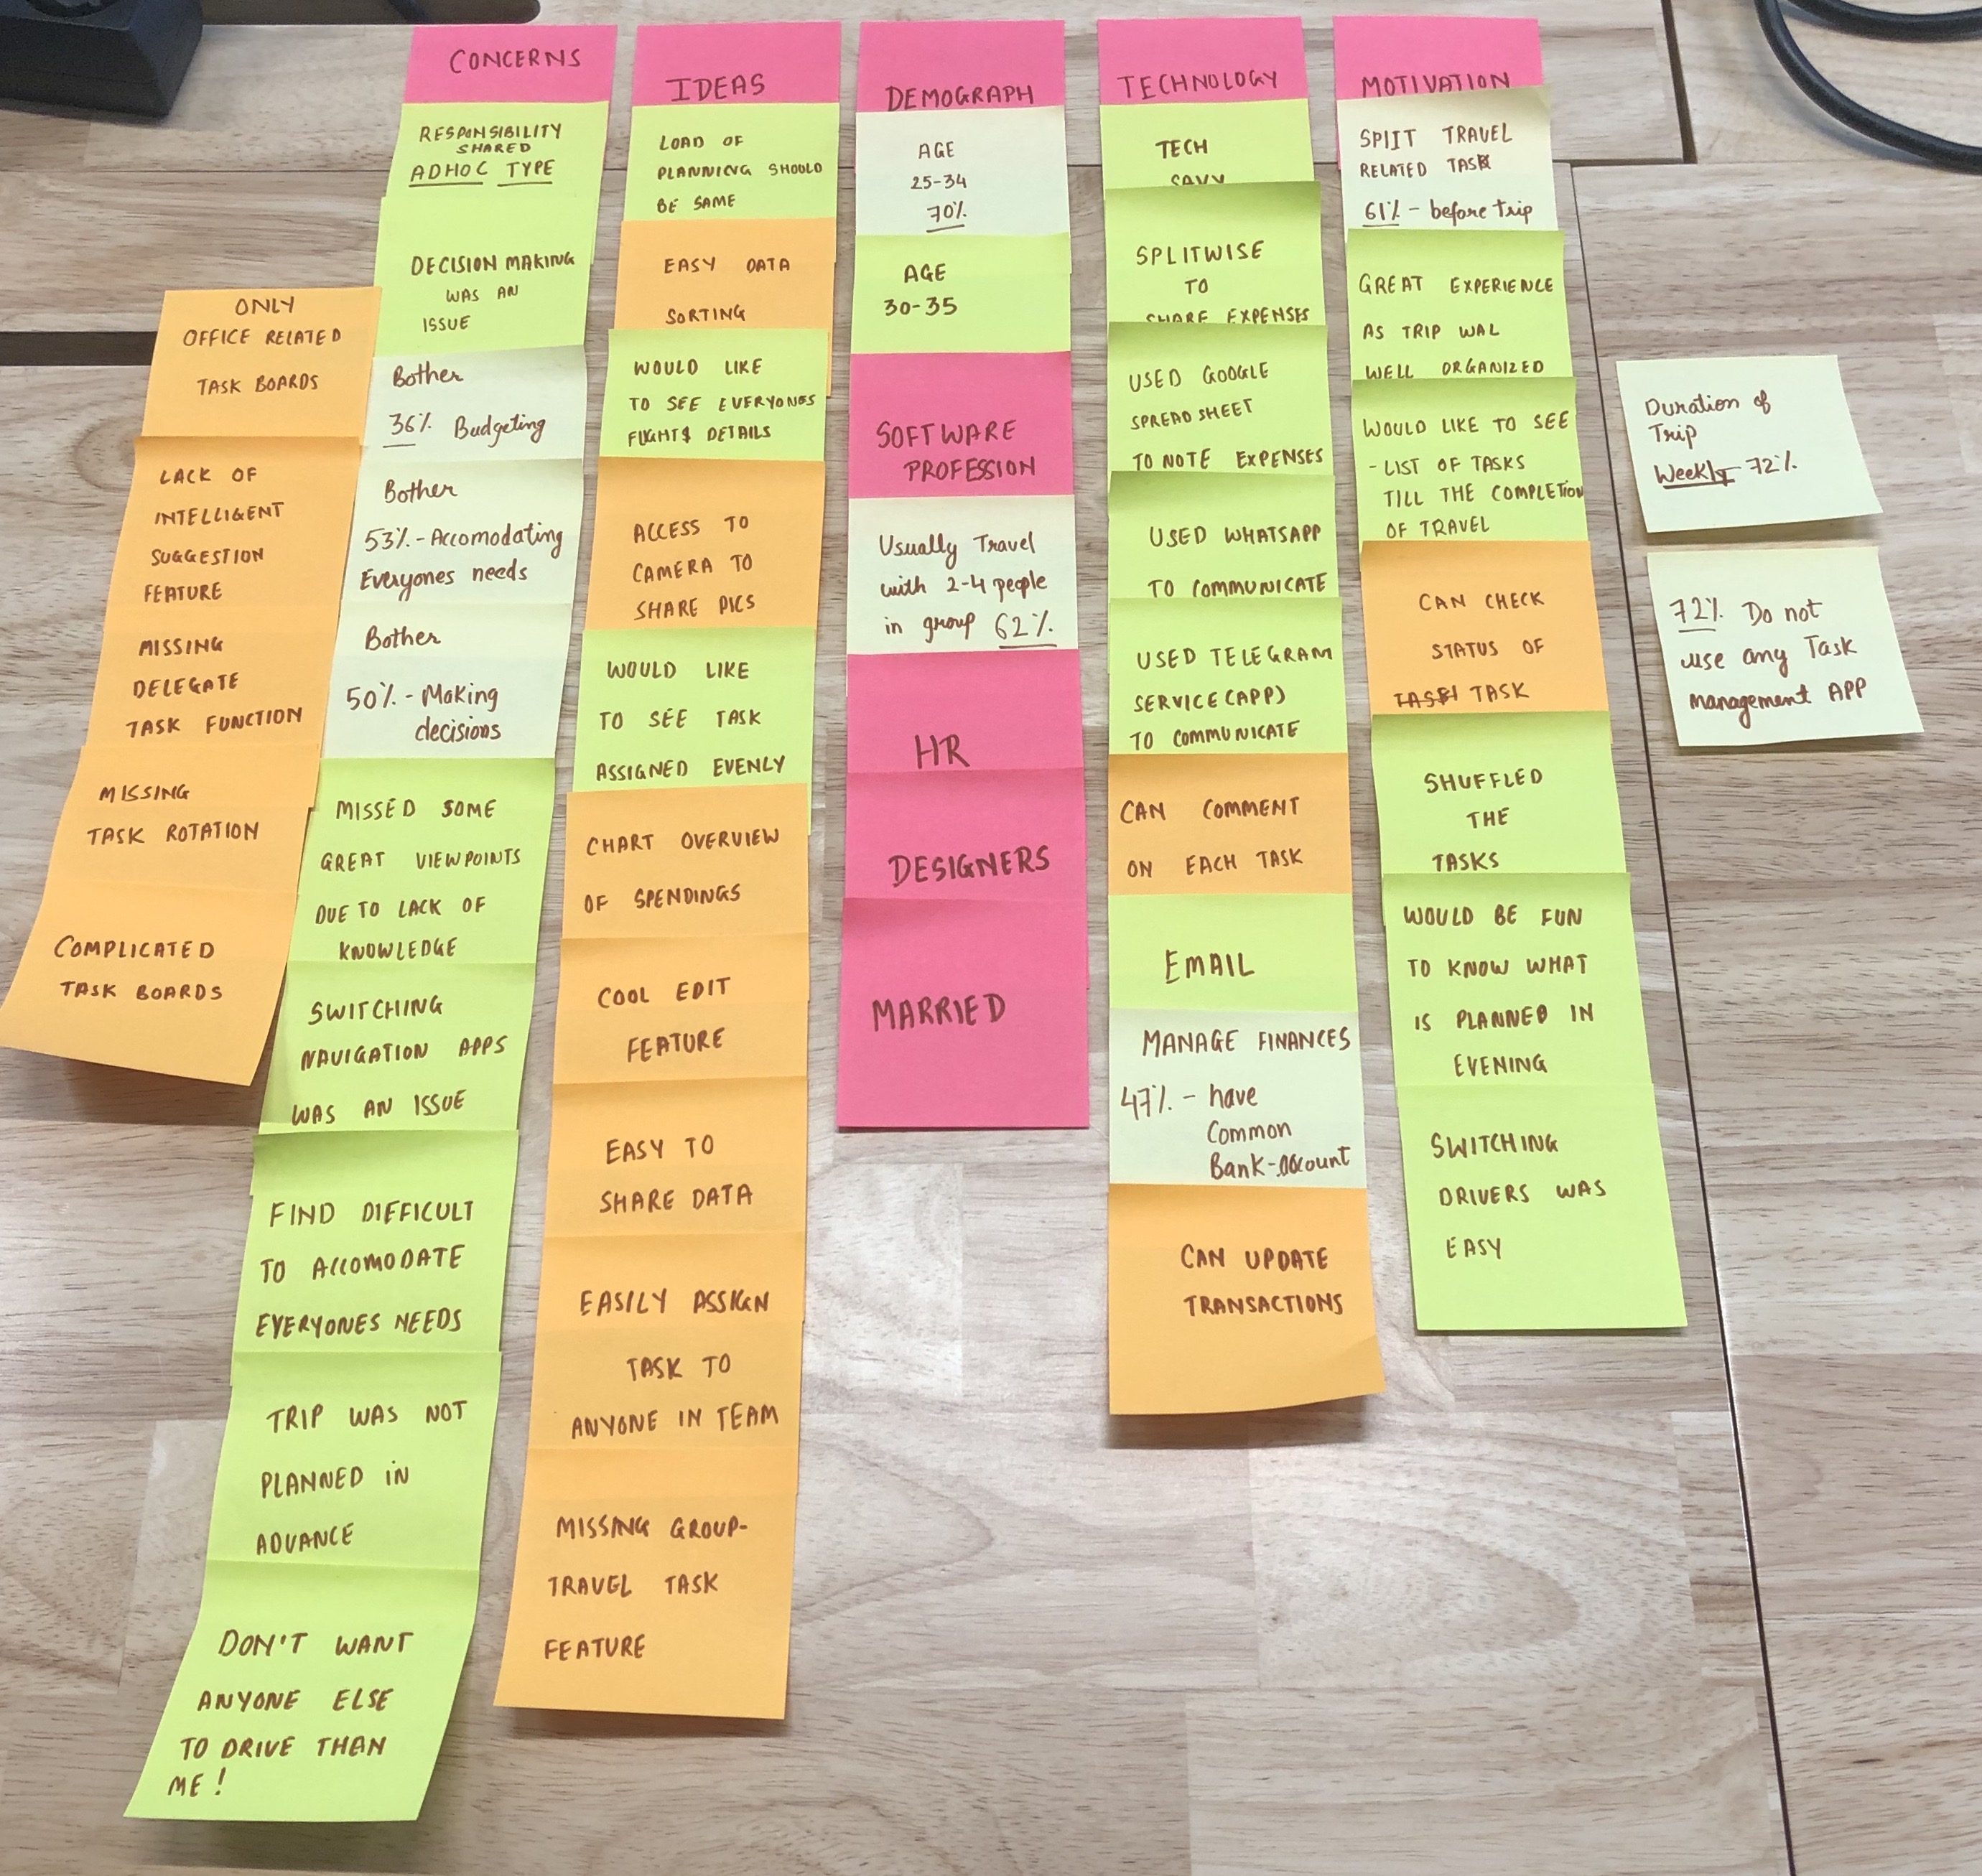 CONCERNS
RESPONSIBILITY
SHARED
ADHOC TYPE
DECISION MAKING
WAS AN
ISSUE
Bother
36% Budgeting
Bother
53% - Accomodating
Everyones needs
Bother
50% - Making
decisions
MISSED SOME
GREAT VIEWPOINTS
DUE TO LACK OF
KNOWLEDGE
SWITCHING
NAVIGATION APPS
WAS AN ISSUE
FIND DIFFICULT
TO ACCOMODATE
EVERYONES NEEDS
TRIP WAS NOT
PLANNED IN
ADVANCE
DON'T WANT
ANYONE ELSE
TO DRIVE THAN
ME!
ONLY
OFFICE RELATED
TASK BOARDS
LACK OF
INTELLIGENT
SUGGESTION
FEATURE
MISSING
DELEGATE
TASK FUNCTION
MISSING
TASK ROTATION
COMPLICATED
TASK BOARDS
IDEAS
LOAD OF
PLANNING SHOULD
BE SAME
EASY DATA
SORTING
WOULD LIKE
TO SEE EVERYONES
FLIGHTS DETAILS
ACCESS TO
CAMERA TO
SHARE PICS
WOULD LIKE
TO SEE TASK
ASSIGNED EVENLY
CHART OVERVIEW
OF SPENDINGS
COOL EDIT
FEATURE
EASY TO
SHARE DATA
EASILY ASSIGN
TASK TO
ANYONE IN TEAM
MISSING GROUP-
TRAVEL TASK
FEATURE
DEMOGRAPH
AGE
25-34
70%
AGE
30-35
SOFTWARE
PROFESSION
Usually Travel
with 2-4 people
in group 62%
HR
DESIGNERS
MARRIED
TECHNOLOGY
TECH
SAVY
SPLITWISE
TO
SHARE EXPENSES
USED GOOGLE
SPREAD SHEET
TO NOTE EXPENSES
USED WHATSAPP
TO COMMUNICATE
USED TELEGRAM
SERVICE(APP)
TO COMMUNICATE
CAN COMMENT
ON EACH TASK
EMAIL
MANAGE FINANCES
47% - have
Common
Bank-account
CAN UPDATE
TRANSACTIONS
MOTIVATION
SPLIT TRAVEL
RELATED TASK
61% - before trip
GREAT EXPERIENCE
AS TRIP WAL
WELL ORGANIZED
WOULD LIKE TO SEE
- LIST OF TASKS
TILL THE COMPLETION
OF TRAVEL
CAN CHECK
STATUS OF
TASK
SHUFFLED
THE
TASKS
WOULD BE FUN
TO KNOW WHAT
IS PLANNED IN
EVENING
SWITCHING
DRIVERS WAS
EASY
Duration of
Trip
Weekly 72%
72% Do not
use any Task
management APP